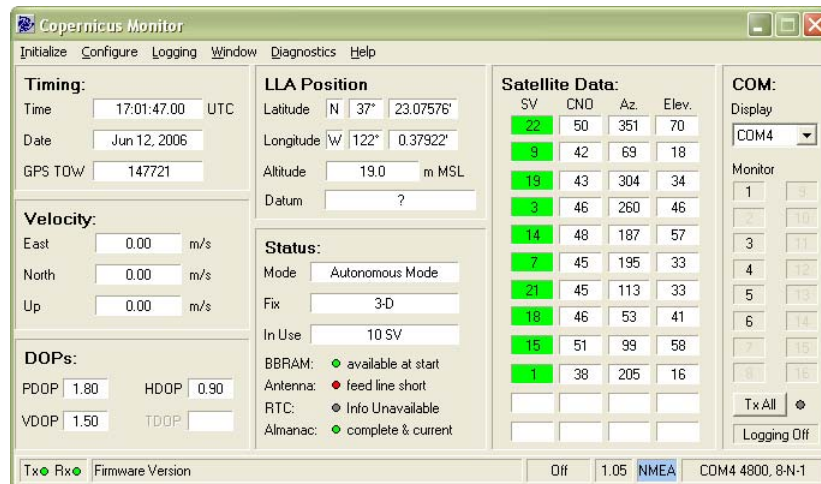 Copernicus Monitor
Initialize Configure Logging Window Diagnostics Help
Timing:
Time 17:01:47.00 UTC
Date Jun 12, 2006
GPS TOW 147721
Velocity:
East 0.00 m/s
North 0.00 m/s
Up 0.00 m/s
DOPs:
PDOP 1.80 HDOP 0.90
VDOP 1.50 TDOP
LLA Position
Latitude N 37° 23.07576'
Longitude W 122° 0.37922'
Altitude 19.0 m MSL
Datum ?
Status:
Mode Autonomous Mode
Fix 3-D
In Use 10 SV
BBRAM: available at start
Antenna: feed line short
RTC: Info Unavailable
Almanac: complete & current
Satellite Data:
SV CNO Az. Elev.
22 50 351 70
9 42 69 18
19 43 304 34
3 46 260 46
14 48 187 57
7 45 195 33
21 45 113 33
18 46 53 41
15 51 99 58
1 38 205 16
COM:
Display
COM4
Monitor
1 9
2 10
3 11
4 12
5 13
6 14
7 15
8 16
Tx All
Logging Off
Tx Rx Firmware Version Off 1.05 NMEA COM4 4800, 8-N-1